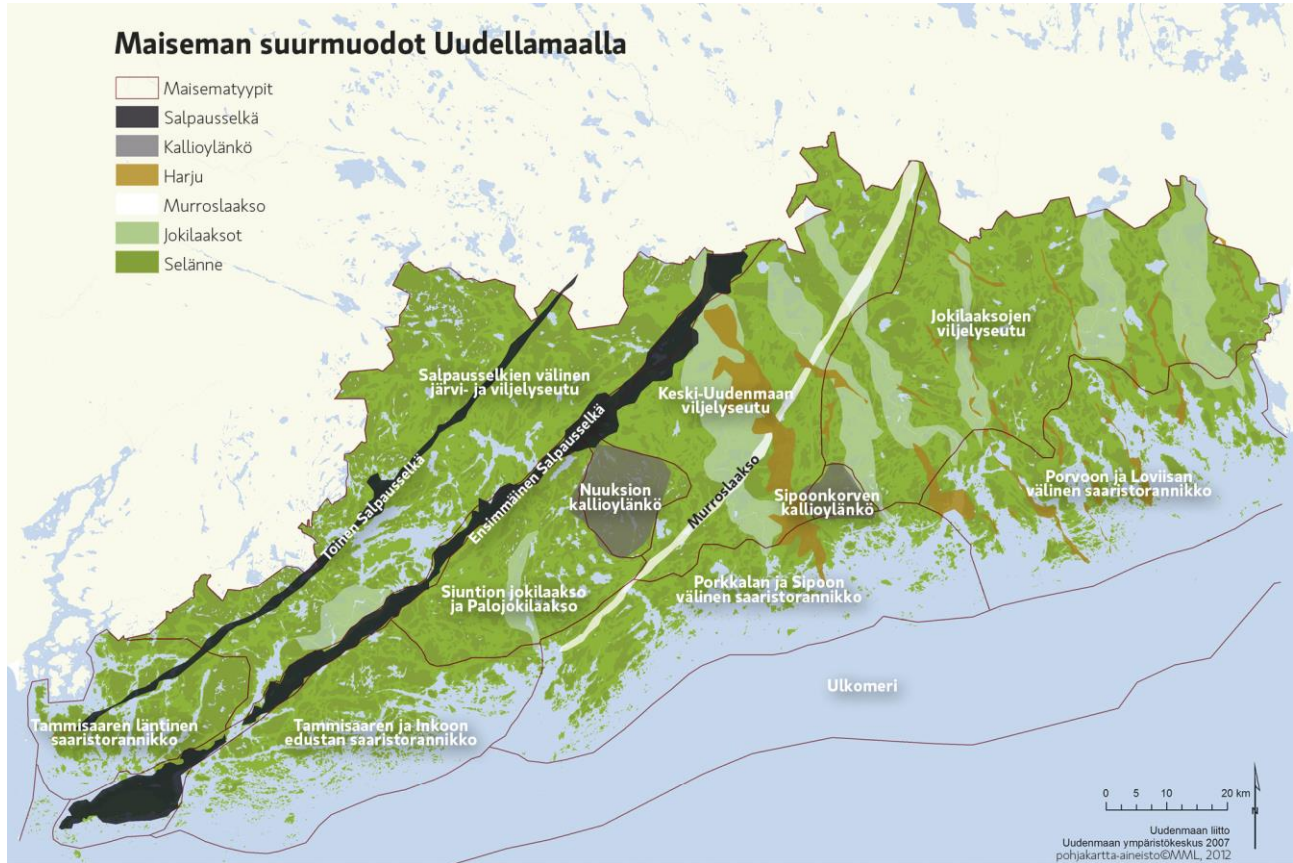 Maiseman suurmuodot Uudellamaalla
Maisematyypit
Salpausselkä
Kallioylänkö
Harju
Murroslaakso
Jokilaaksot
Selänne
Jokilaaksojen
viljelyseutu
Salpausselkien välinen
järvi- ja viljelyseutu
Keski-Uudenmaan
viljelyseutu
Toinen Salpausselkä
Ensimmäinen Salpausselkä
Murroslaakso
Nuuksion
kallioylänkö
Sipoonkorven
kallioylänkö
Porvoon ja Loviisan
välinen saaristorannikko
Siuntion jokilaakso
ja Palojokilaakso
Porkkalan ja Sipoon
välinen saaristorannikko
Ulkomeri
Tammisaaren läntinen
saaristorannikko
Tammisaaren ja Inkoon
edustan saaristorannikko
0 5 10 20 km
Uudenmaan liitto
Uudenmaan ympäristökeskus 2007
pohjakartta-aineisto©MML, 2012